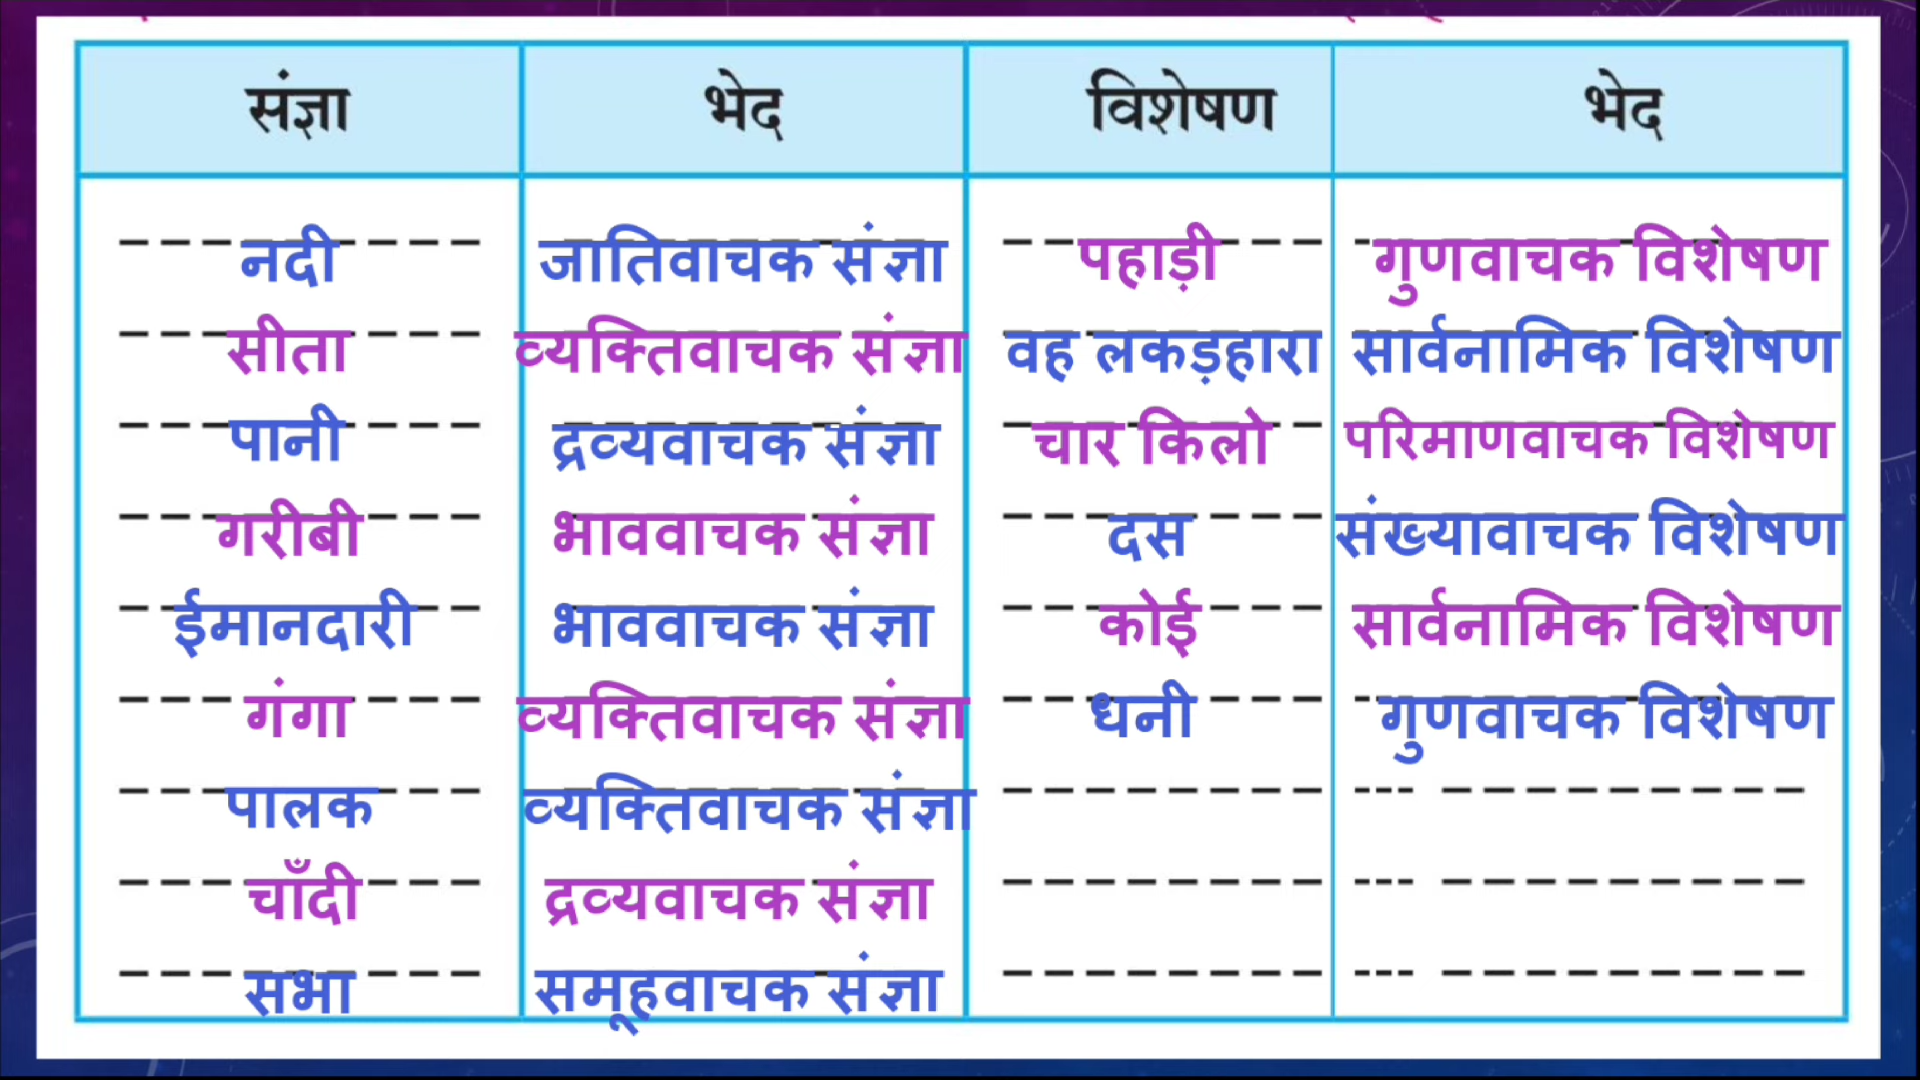 संज्ञा भेद विशेषण भेद
नदी जातिवाचक संज्ञा पहाड़ी गुणवाचक विशेषण
सीता व्यक्तिवाचक संज्ञा वह लकड़हारा सार्वनामिक विशेषण
पानी द्रव्यवाचक संज्ञा चार किलो परिमाणवाचक विशेषण
गरीबी भाववाचक संज्ञा दस संख्यावाचक विशेषण
ईमानदारी भाववाचक संज्ञा कोई सार्वनामिक विशेषण
गंगा व्यक्तिवाचक संज्ञा धनी गुणवाचक विशेषण
पालक व्यक्तिवाचक संज्ञा
चाँदी द्रव्यवाचक संज्ञा
सभा समूहवाचक संज्ञा